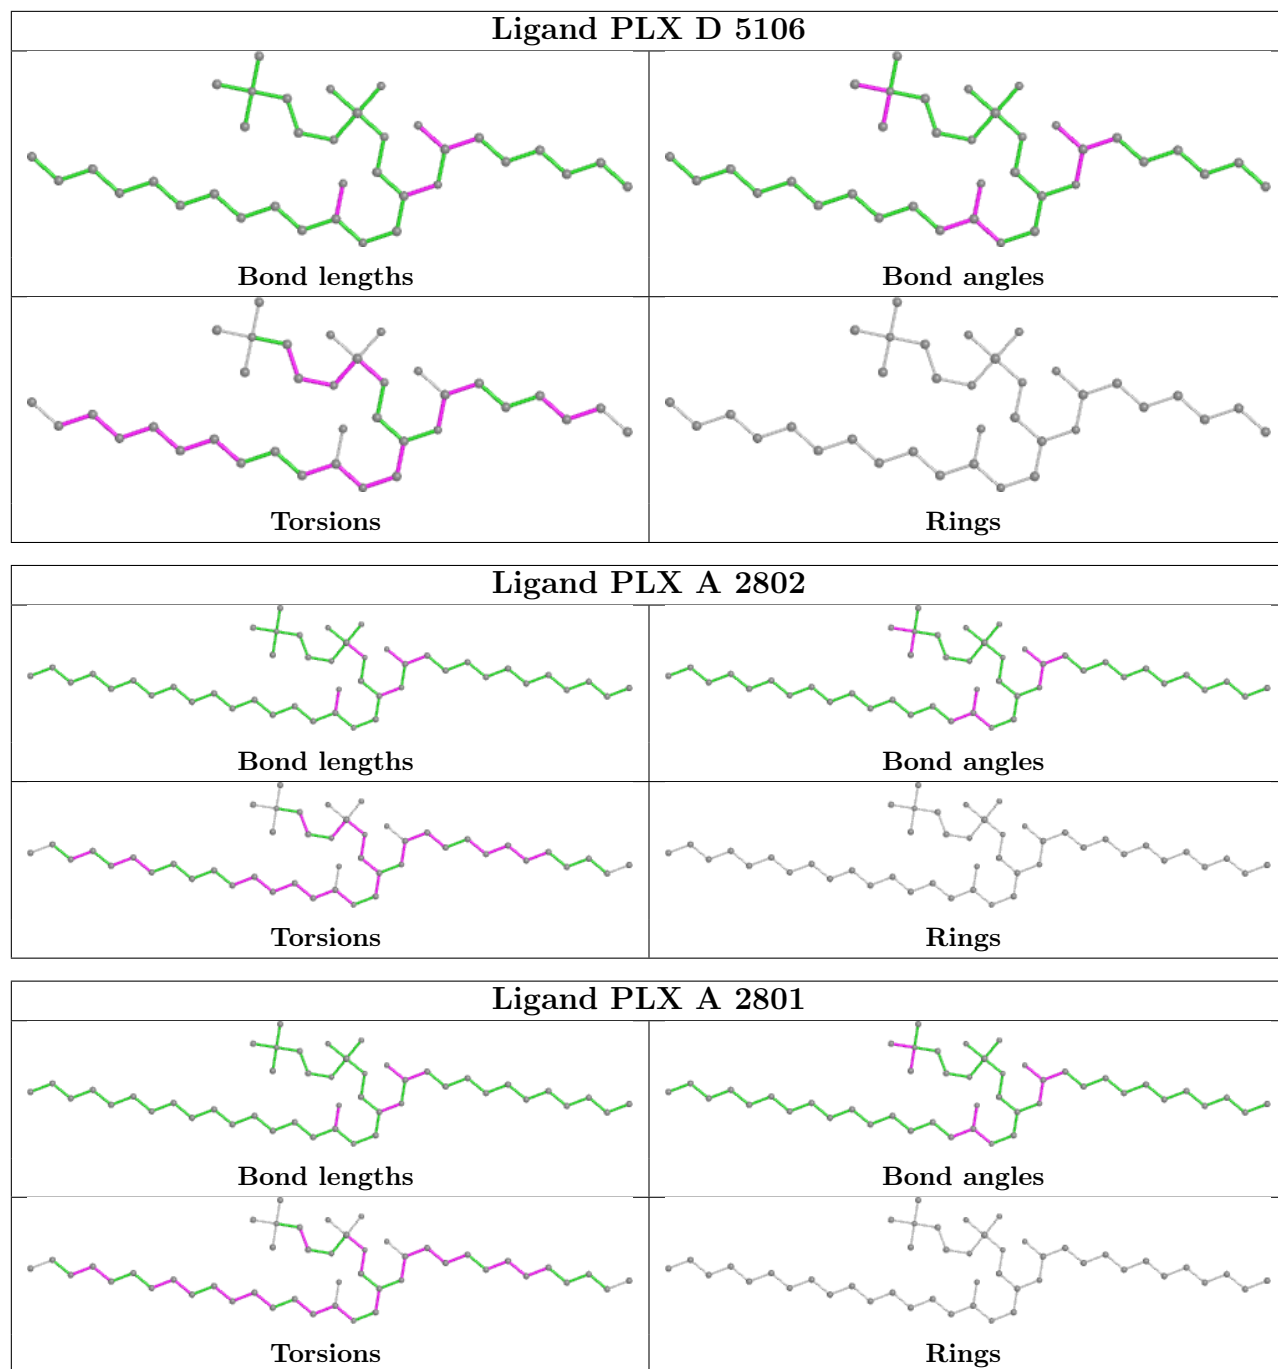 Ligand PLX D 5106
Bond lengths
Bond angles
Torsions
Rings
Ligand PLX A 2802
Bond lengths
Bond angles
Torsions
Rings
Ligand PLX A 2801
Bond lengths
Bond angles
Torsions
Rings